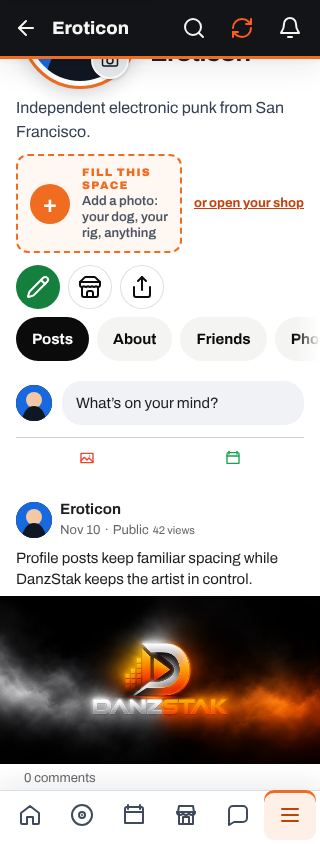 Eroticon
Eroticon
Independent electronic punk from San
Francisco.
FILL THIS
SPACE
Add a photo:
your dog, your
rig, anything
or open your shop
Posts
About
Friends
Pho
What's on your mind?
Eroticon
Nov 10 · Public 42 views
Profile posts keep familiar spacing while
DanzStak keeps the artist in control.
DANZSTAK
0 comments